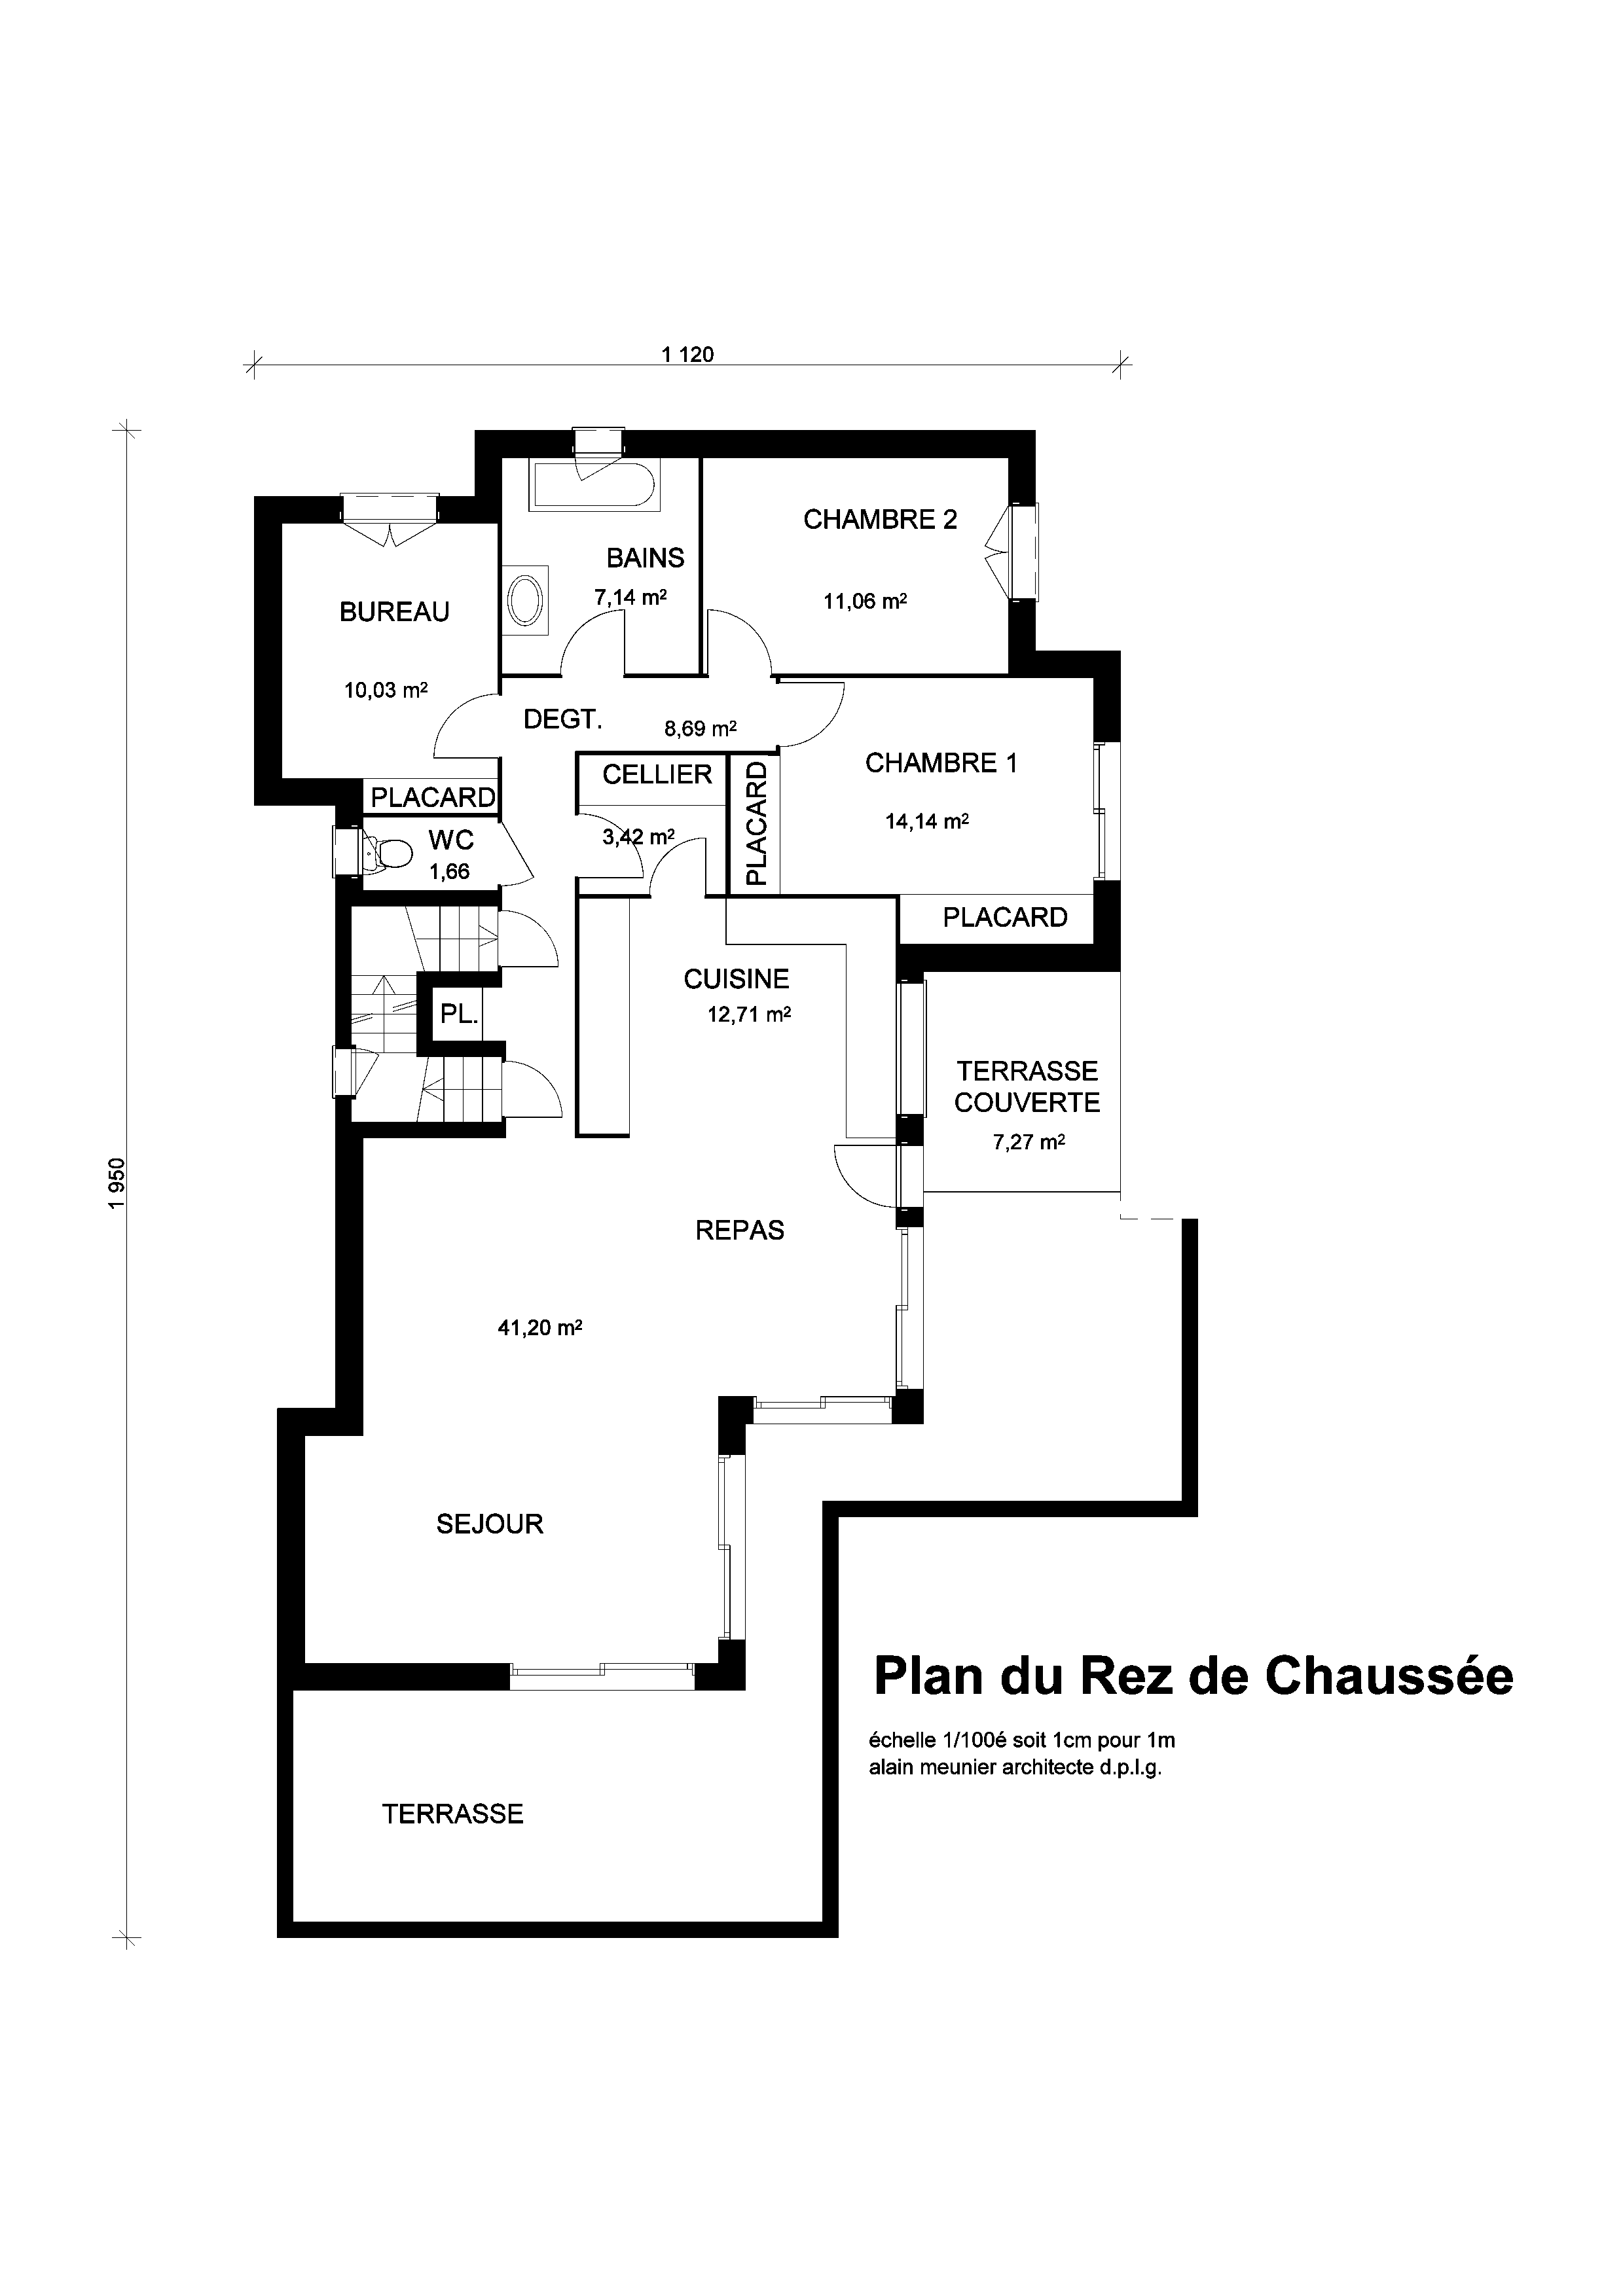 1 120
1 950
CHAMBRE 2
11,06 m²
BAINS
7,14 m²
BUREAU
10,03 m²
DEGT.
8,69 m²
CHAMBRE 1
14,14 m²
CELLIER
3,42 m²
PLACARD
PLACARD
PLACARD
WC
1,66
CUISINE
12,71 m²
PL.
TERRASSE
COUVERTE
7,27 m²
REPAS
41,20 m²
SEJOUR
TERRASSE
Plan du Rez de Chaussée
échelle 1/100é soit 1cm pour 1m
alain meunier architecte d.p.l.g.